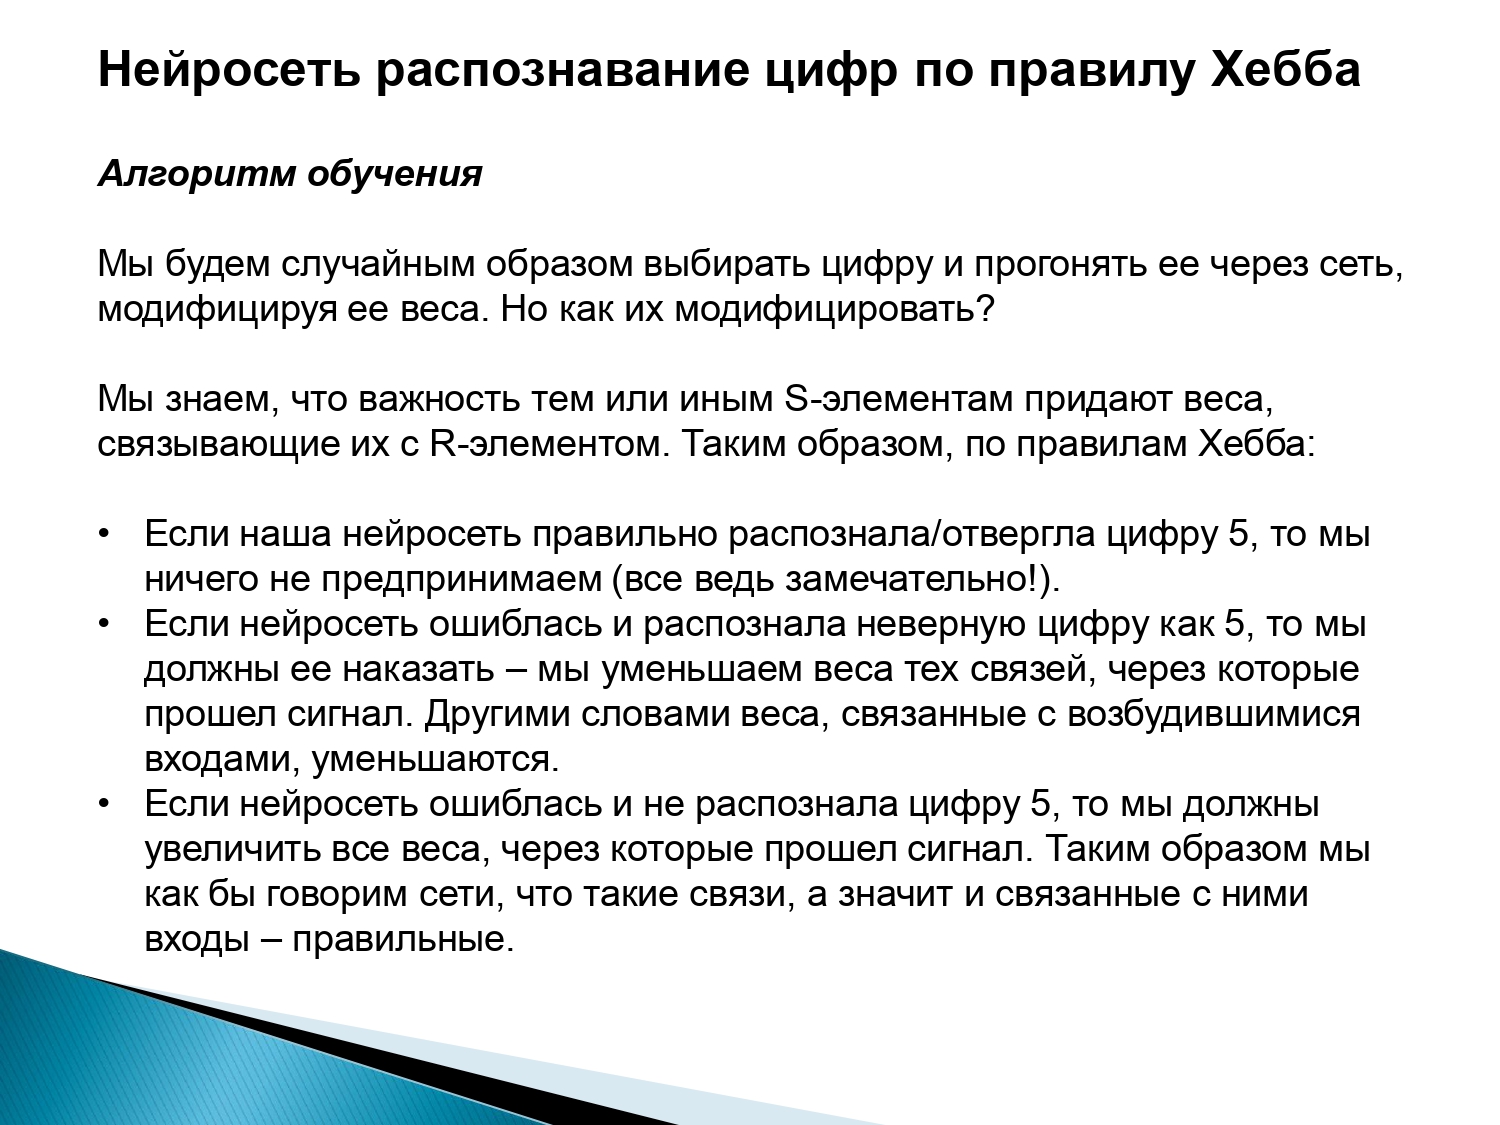 Нейросеть распознавание цифр по правилу Хебба
Алгоритм обучения
Мы будем случайным образом выбирать цифру и прогонять ее через сеть,
модифицируя ее веса. Но как их модифицировать?
Мы знаем, что важность тем или иным S-элементам придают веса,
связывающие их с R-элементом. Таким образом, по правилам Хебба:
• Если наша нейросеть правильно распознала/отвергла цифру 5, то мы
ничего не предпринимаем (все ведь замечательно!).
• Если нейросеть ошиблась и распознала неверную цифру как 5, то мы
должны ее наказать – мы уменьшаем веса тех связей, через которые
прошел сигнал. Другими словами веса, связанные с возбудившимися
входами, уменьшаются.
• Если нейросеть ошиблась и не распознала цифру 5, то мы должны
увеличить все веса, через которые прошел сигнал. Таким образом мы
как бы говорим сети, что такие связи, а значит и связанные с ними
входы – правильные.